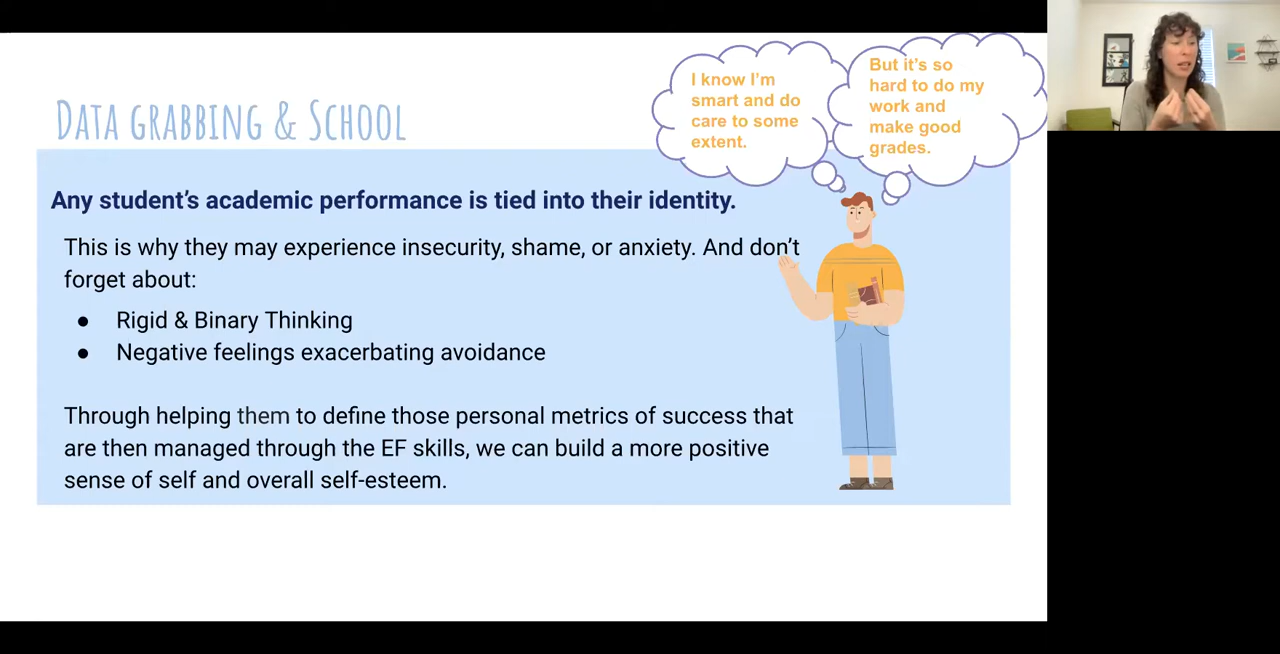 Data grabbing & School
I know I'm
smart and do
care to some
extent.
But it's so
hard to do my
work and
make good
grades.
Any student's academic performance is tied into their identity.
This is why they may experience insecurity, shame, or anxiety. And don't
forget about:
● Rigid & Binary Thinking
● Negative feelings exacerbating avoidance
Through helping them to define those personal metrics of success that
are then managed through the EF skills, we can build a more positive
sense of self and overall self-esteem.